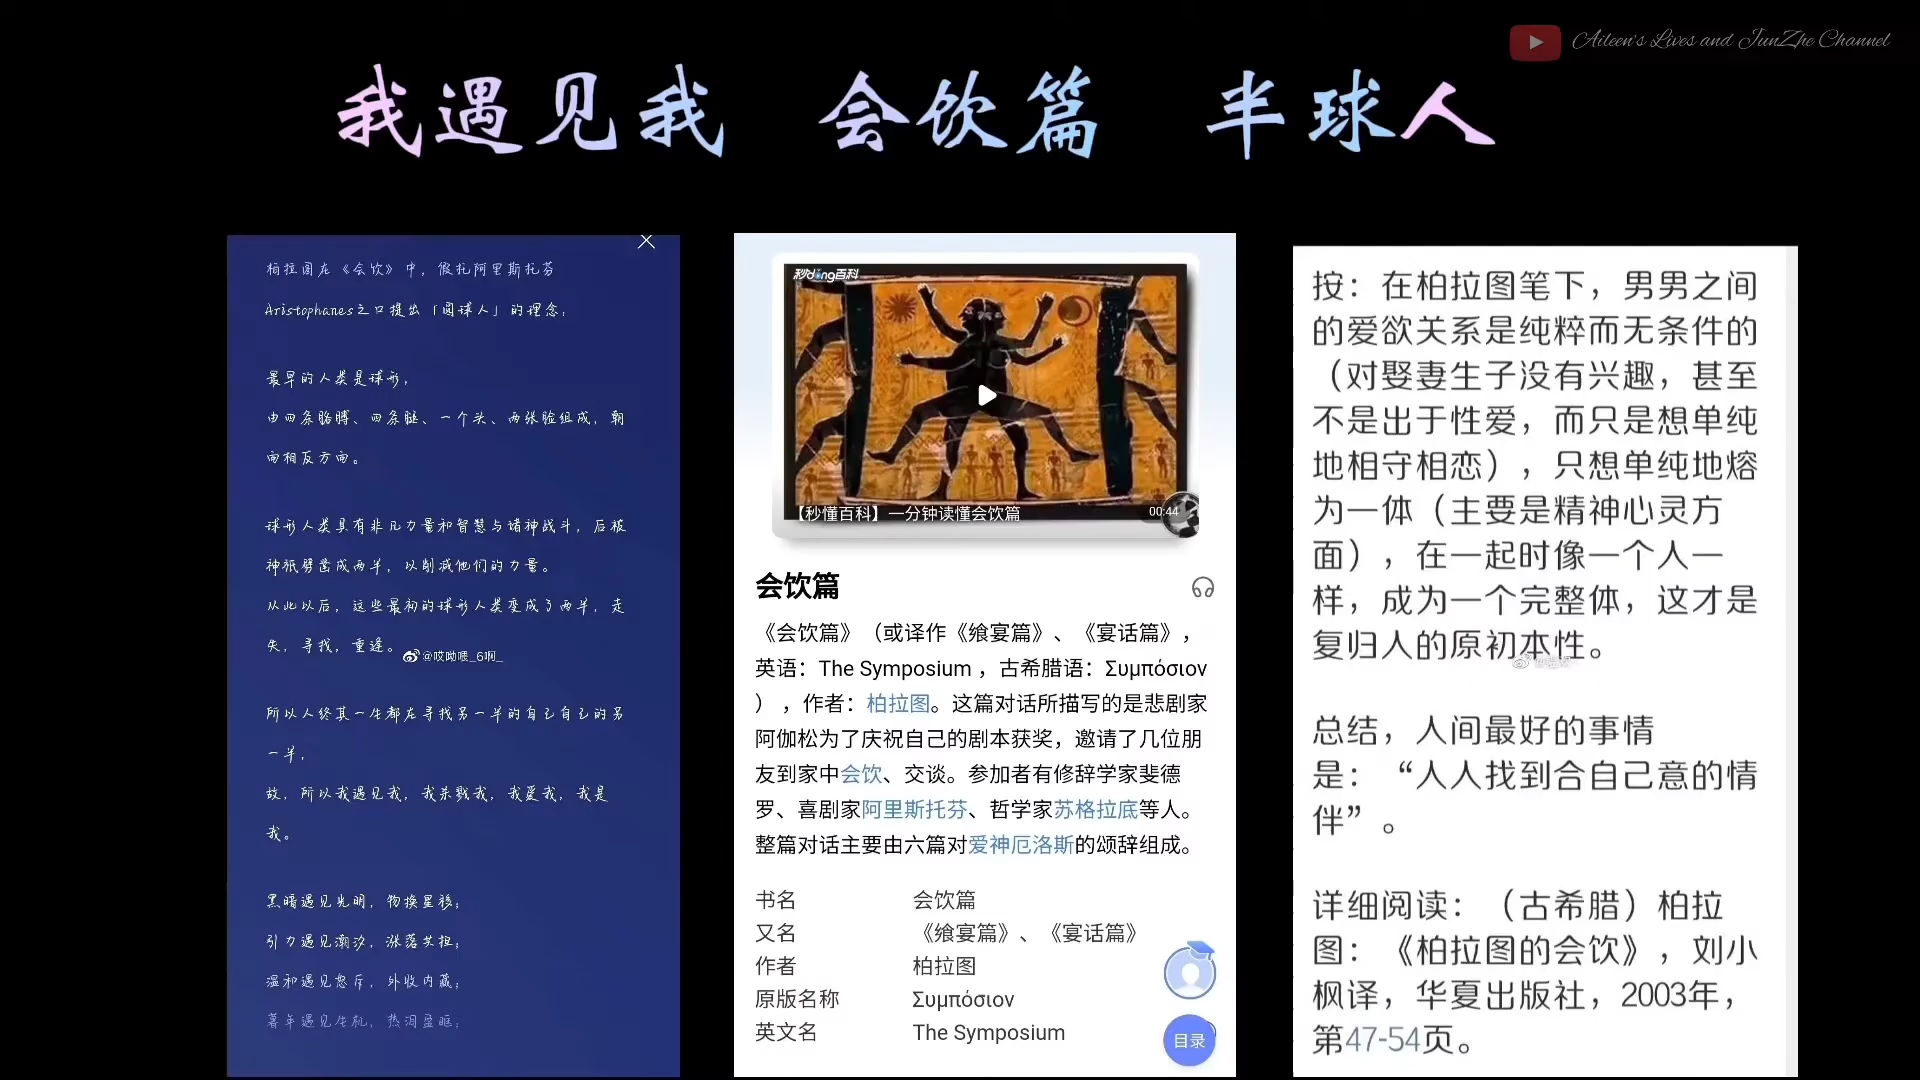 Aileen's Lives and JunZhe Channel
我遇见我 会饮篇 半球人
柏拉图在《会饮》中，假托阿里斯托芬
Aristophanes之口提出「圆球人」的理念：
最早的人类是球形，
由四条胳膊、四条腿、一个头、两张脸组成，朝
向相反方向。
球形人类具有非凡力量和智慧与诸神战斗，后被
神祇劈凿成两半，以削减他们的力量。
从此以后，这些最初的球形人类变成了两半，走
失，寻找，重逢。
@哎呦喂_6啊_
所以人终其一生都在寻找另一半的自己自己的另
一半，
故，所以我遇见我，我杀戮我，我爱我，我是
我。
黑暗遇见光明，物换星移；
引力遇见潮汐，涨落共担；
温和遇见怒斥，外收内藏；
暮年遇见生机，热泪盈眶；
秒dong百科
【秒懂百科】一分钟读懂会饮篇
00:44
会饮篇
《会饮篇》（或译作《飨宴篇》、《宴话篇》，
英语：The Symposium ，古希腊语：Συμπόσιον
），作者：柏拉图。这篇对话所描写的是悲剧家
阿伽松为了庆祝自己的剧本获奖，邀请了几位朋
友到家中会饮、交谈。参加者有修辞学家斐德
罗、喜剧家阿里斯托芬、哲学家苏格拉底等人。
整篇对话主要由六篇对爱神厄洛斯的颂辞组成。
书名 会饮篇
又名 《飨宴篇》、《宴话篇》
作者 柏拉图
原版名称 Συμπόσιον
英文名 The Symposium
目录
按：在柏拉图笔下，男男之间
的爱欲关系是纯粹而无条件的
（对娶妻生子没有兴趣，甚至
不是出于性爱，而只是想单纯
地相守相恋），只想单纯地熔
为一体（主要是精神心灵方
面），在一起时像一个人一
样，成为一个完整体，这才是
复归人的原初本性。
总结，人间最好的事情
是：“人人找到合自己意的情
伴”。
详细阅读：（古希腊）柏拉
图：《柏拉图的会饮》，刘小
枫译，华夏出版社，2003年，
第47-54页。